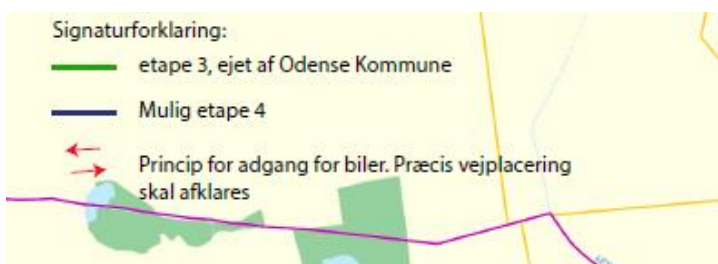 Signaturforklaring:
etape 3, ejet af Odense Kommune
Mulig etape 4
Princip for adgang for biler. Præcis vejplacering
skal afklares